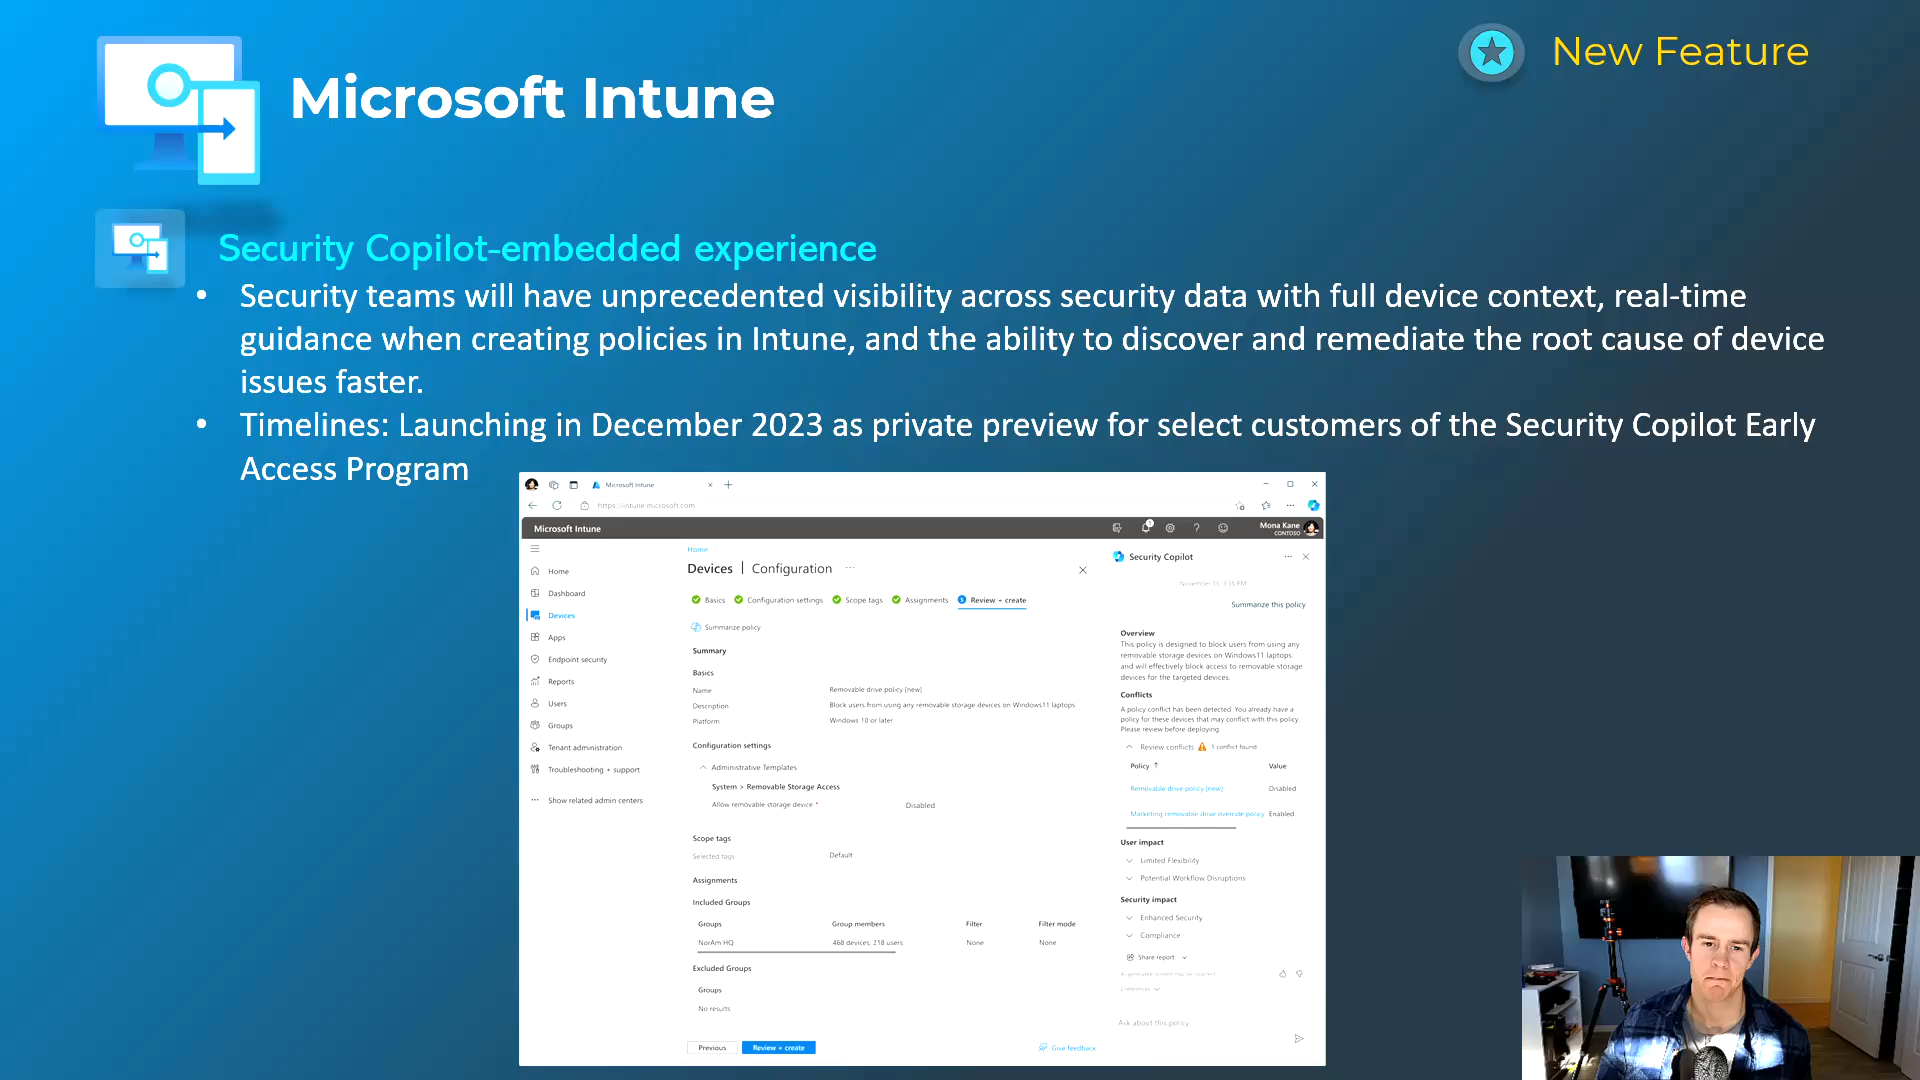 New Feature
Microsoft Intune
Security Copilot-embedded experience
• Security teams will have unprecedented visibility across security data with full device context, real-time
guidance when creating policies in Intune, and the ability to discover and remediate the root cause of device
issues faster.
• Timelines: Launching in December 2023 as private preview for select customers of the Security Copilot Early
Access Program
Microsoft Intune
https://intune.microsoft.com
Microsoft Intune
Mona Kane
CONTOSO
Home
Dashboard
Devices
Apps
Endpoint security
Reports
Users
Groups
Tenant administration
Troubleshooting + support
Show related admin centers
Home
Devices | Configuration
Basics Configuration settings Scope tags Assignments 5 Review + create
Summarize policy
Summary
Basics
Name Removable drive policy [new]
Description Block users from using any removable storage devices on Windows11 laptops
Platform Windows 10 or later
Configuration settings
Administrative Templates
System > Removable Storage Access
Allow removable storage device * Disabled
Scope tags
Selected tags Default
Assignments
Included Groups
Groups Group members Filter Filter mode
NorAm HQ 468 devices, 218 users None None
Excluded Groups
Groups
No results
Previous Review + create
Give feedback
Security Copilot
Summarize this policy
Overview
This policy is designed to block users from using any
removable storage devices on Windows11 laptops
and will effectively block access to removable storage
devices for the targeted devices.
Conflicts
A policy conflict has been detected. You already have a
policy for these devices that may conflict with this policy.
Please review before deploying
Review conflicts 1 conflict found
Policy ↑ Value
Removable drive policy [new] Disabled
Marketing removable drive override policy Enabled
User impact
Limited Flexibility
Potential Workflow Disruptions
Security impact
Enhanced Security
Compliance
Share report
Ask about this policy